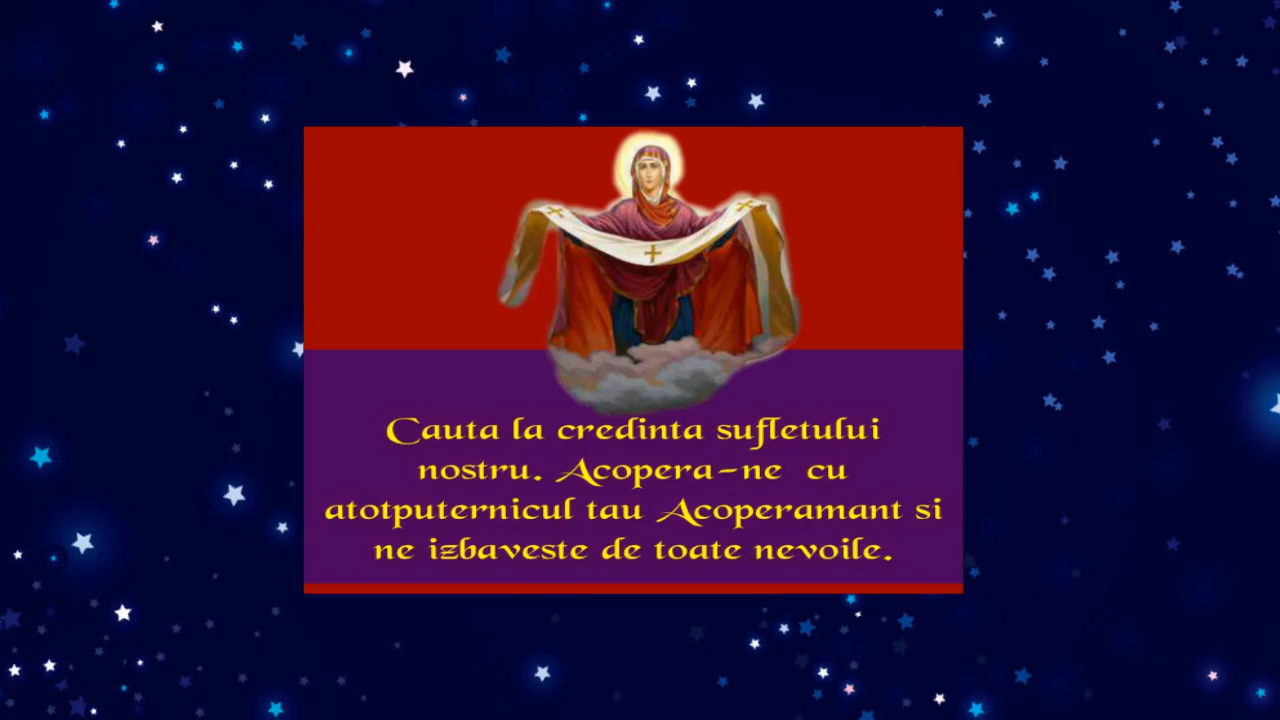 Cauta la credinta sufletului
nostru. Acopera-ne cu
atotputernicul tau Acoperamant si
ne izbaveste de toate nevoile.